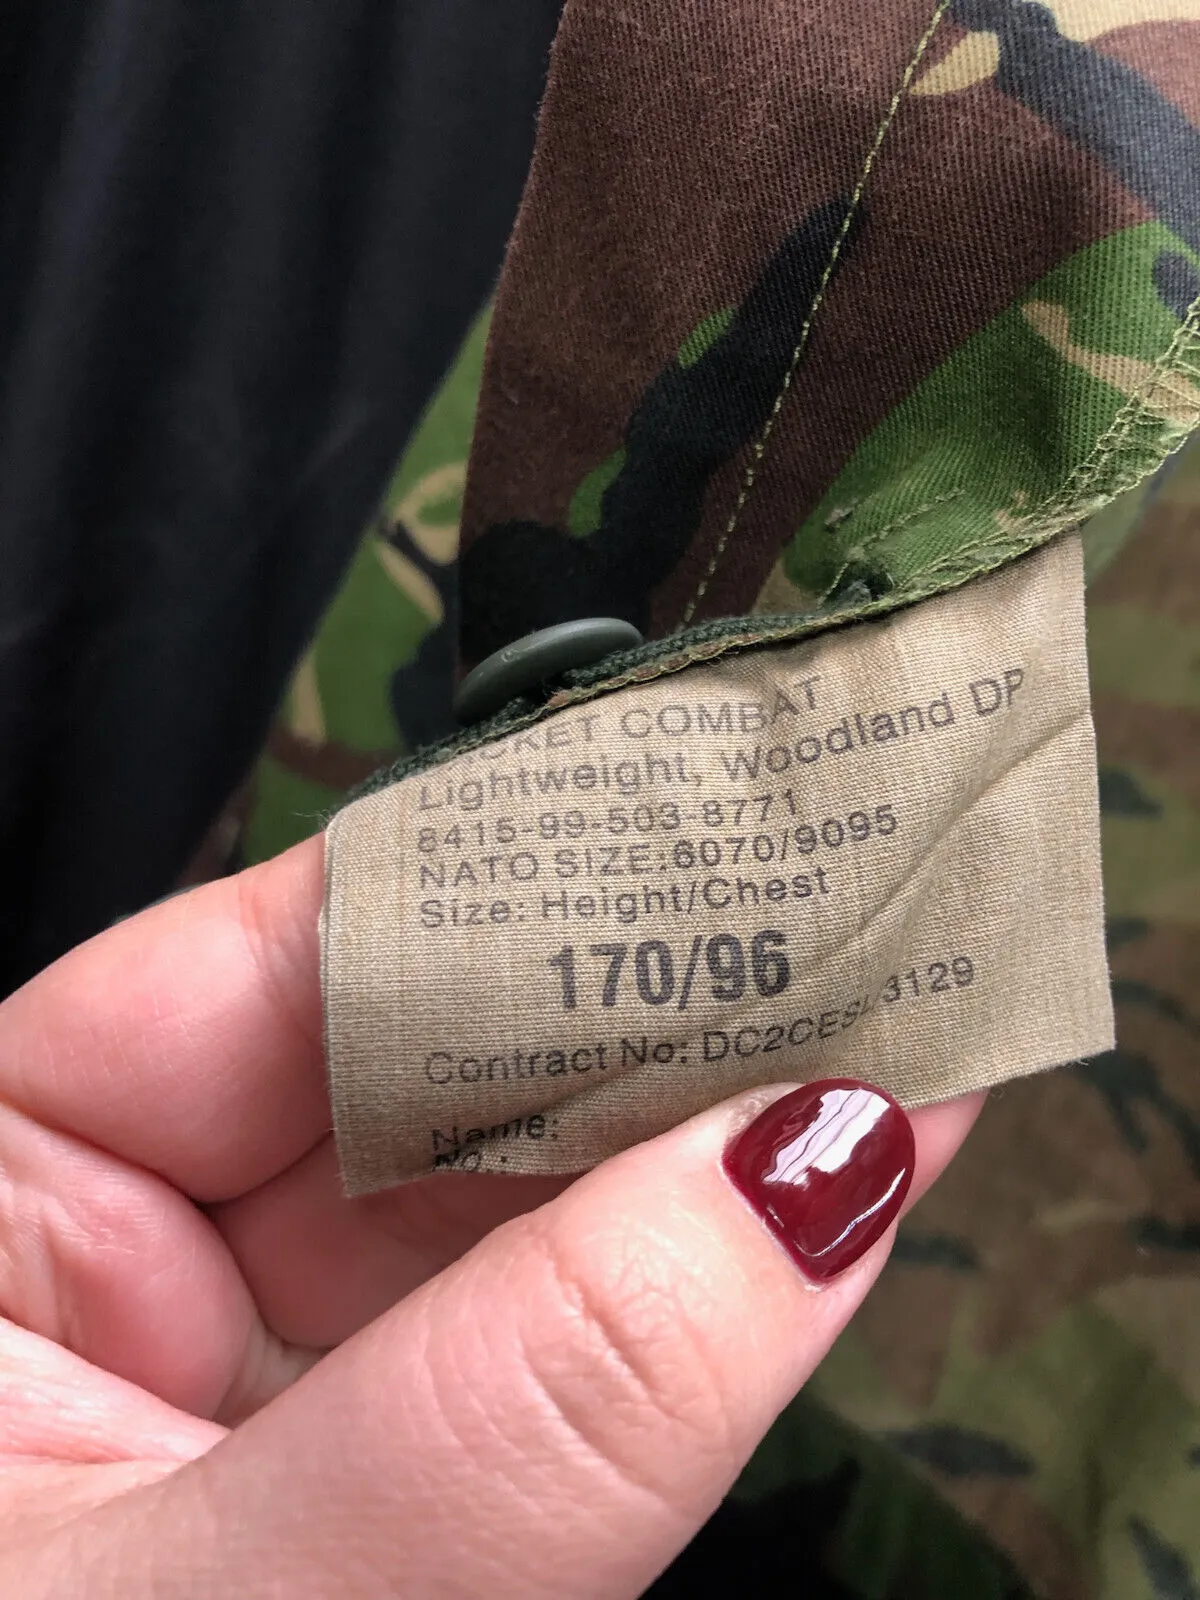 COMBAT
Lightweight, Woodland DP
8415-99-503-8771
NATO SIZE:6070/9095
Size: Height/Chest
170/96
Contract No: 3129
Name:
No.: